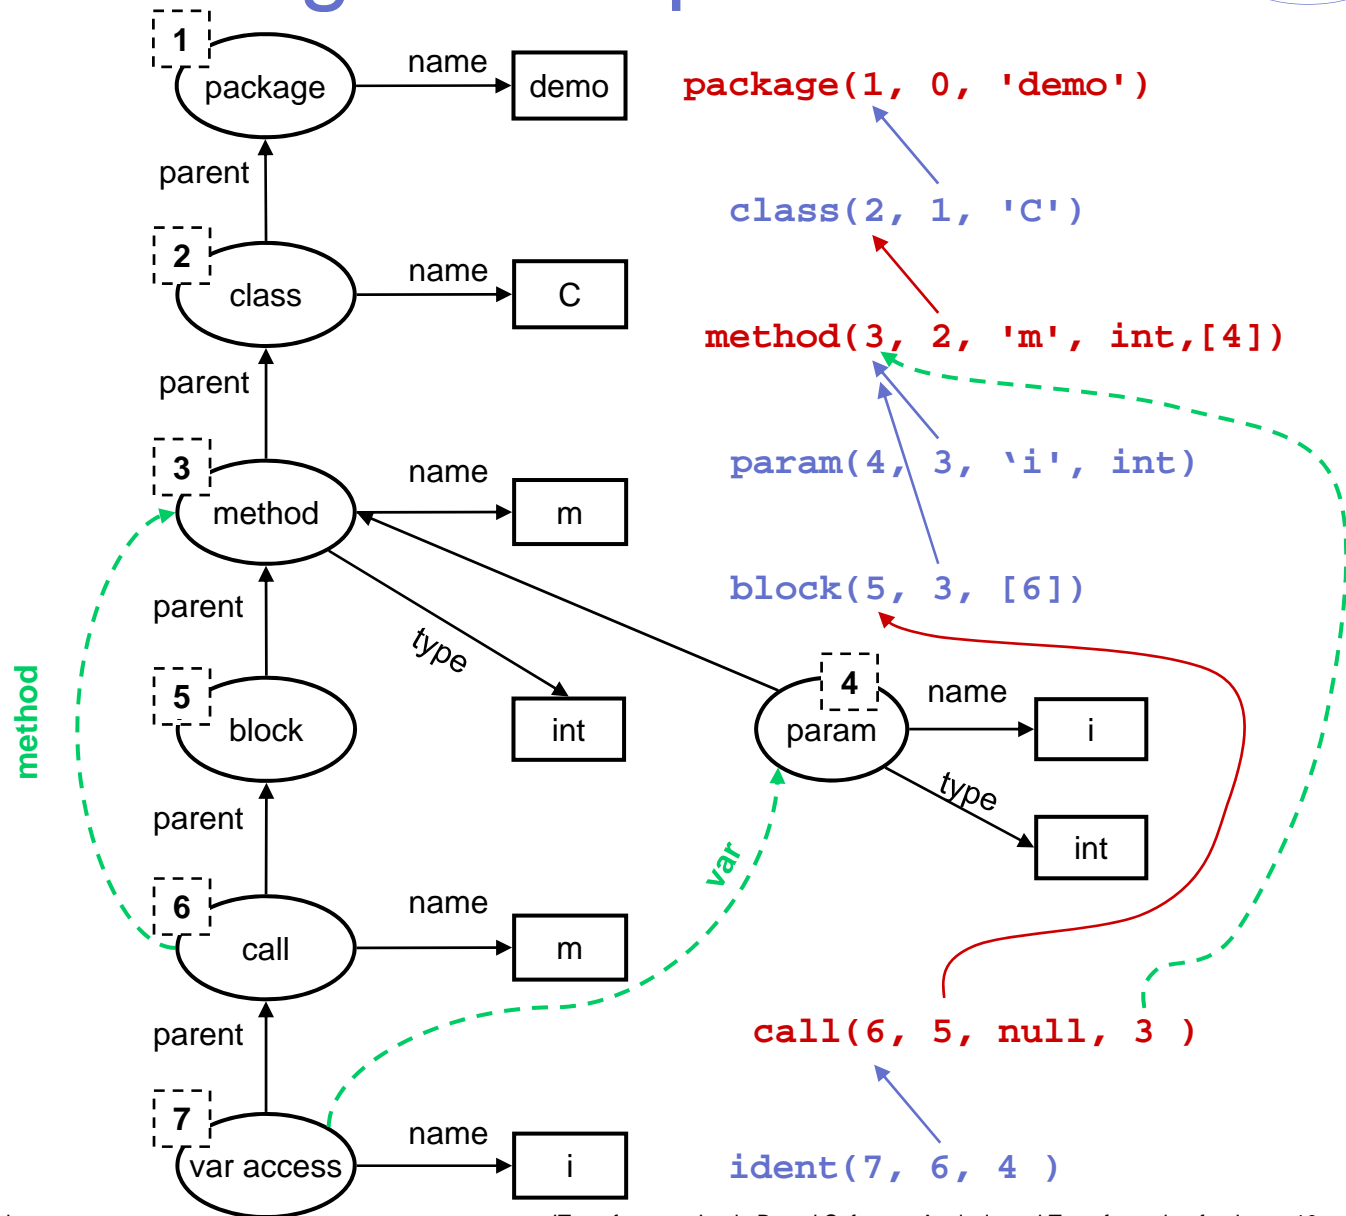 1
package
name
demo
package(1, 0, 'demo')
parent
class(2, 1, 'C')
2
class
name
C
method(3, 2, 'm', int,[4])
parent
3
method
name
m
param(4, 3, ‘i', int)
parent
type
block(5, 3, [6])
method
5
block
int
4
param
name
i
type
int
parent
var
6
call
name
m
call(6, 5, null, 3 )
parent
7
var access
name
i
ident(7, 6, 4 )